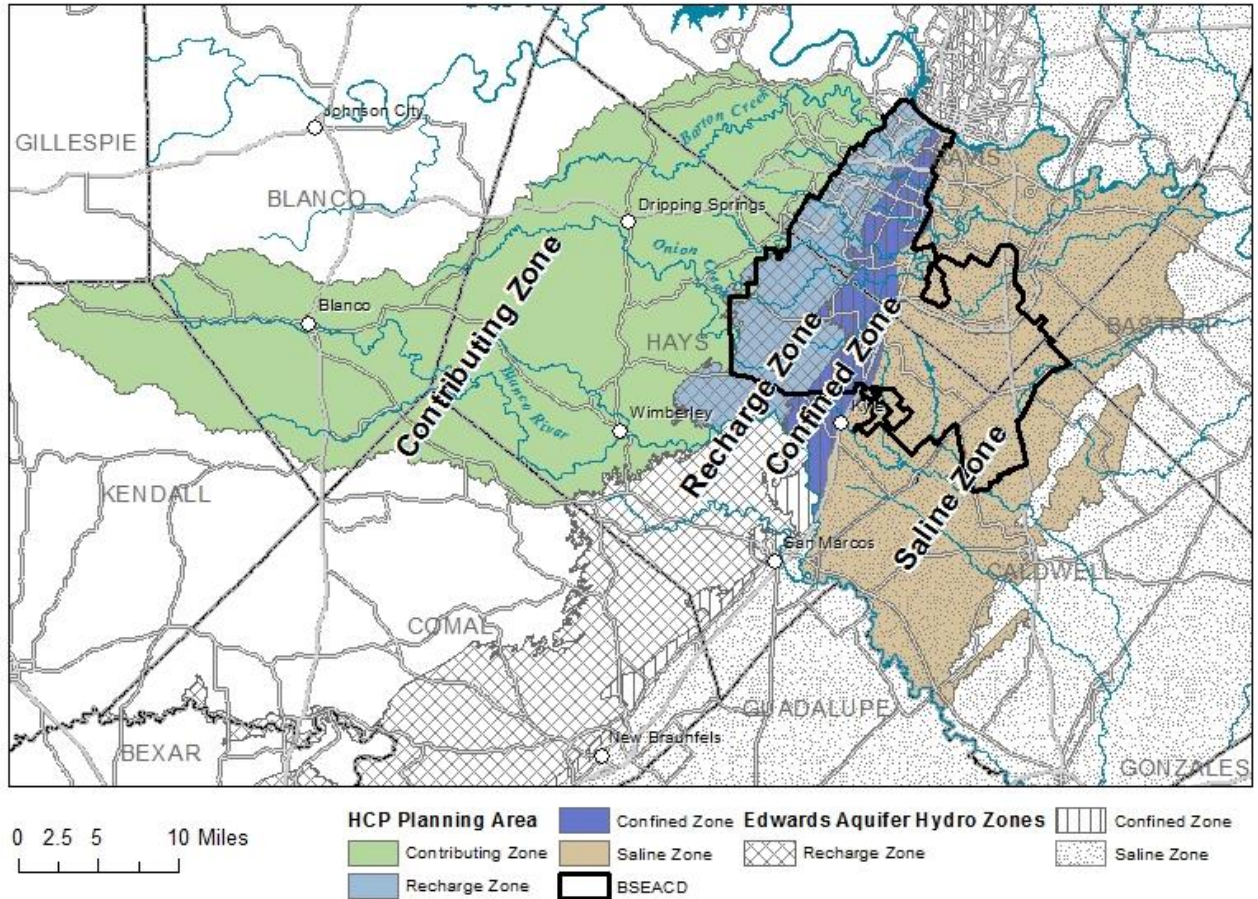 Johnson City
GILLESPIE
Barton Creek
BLANCO
Dripping Springs
Onion
Contributing Zone
Blanco
HAYS
Recharge Zone
Confined Zone
BASTROP
Blanco River
Wimberley
Kyle
Saline Zone
KENDALL
San Marcos
CALDWELL
COMAL
GUADALUPE
BEXAR
New Braunfels
GONZALES
0 2.5 5 10 Miles
HCP Planning Area
Contributing Zone
Recharge Zone
Confined Zone
Saline Zone
BSEACD
Edwards Aquifer Hydro Zones
Recharge Zone
Confined Zone
Saline Zone